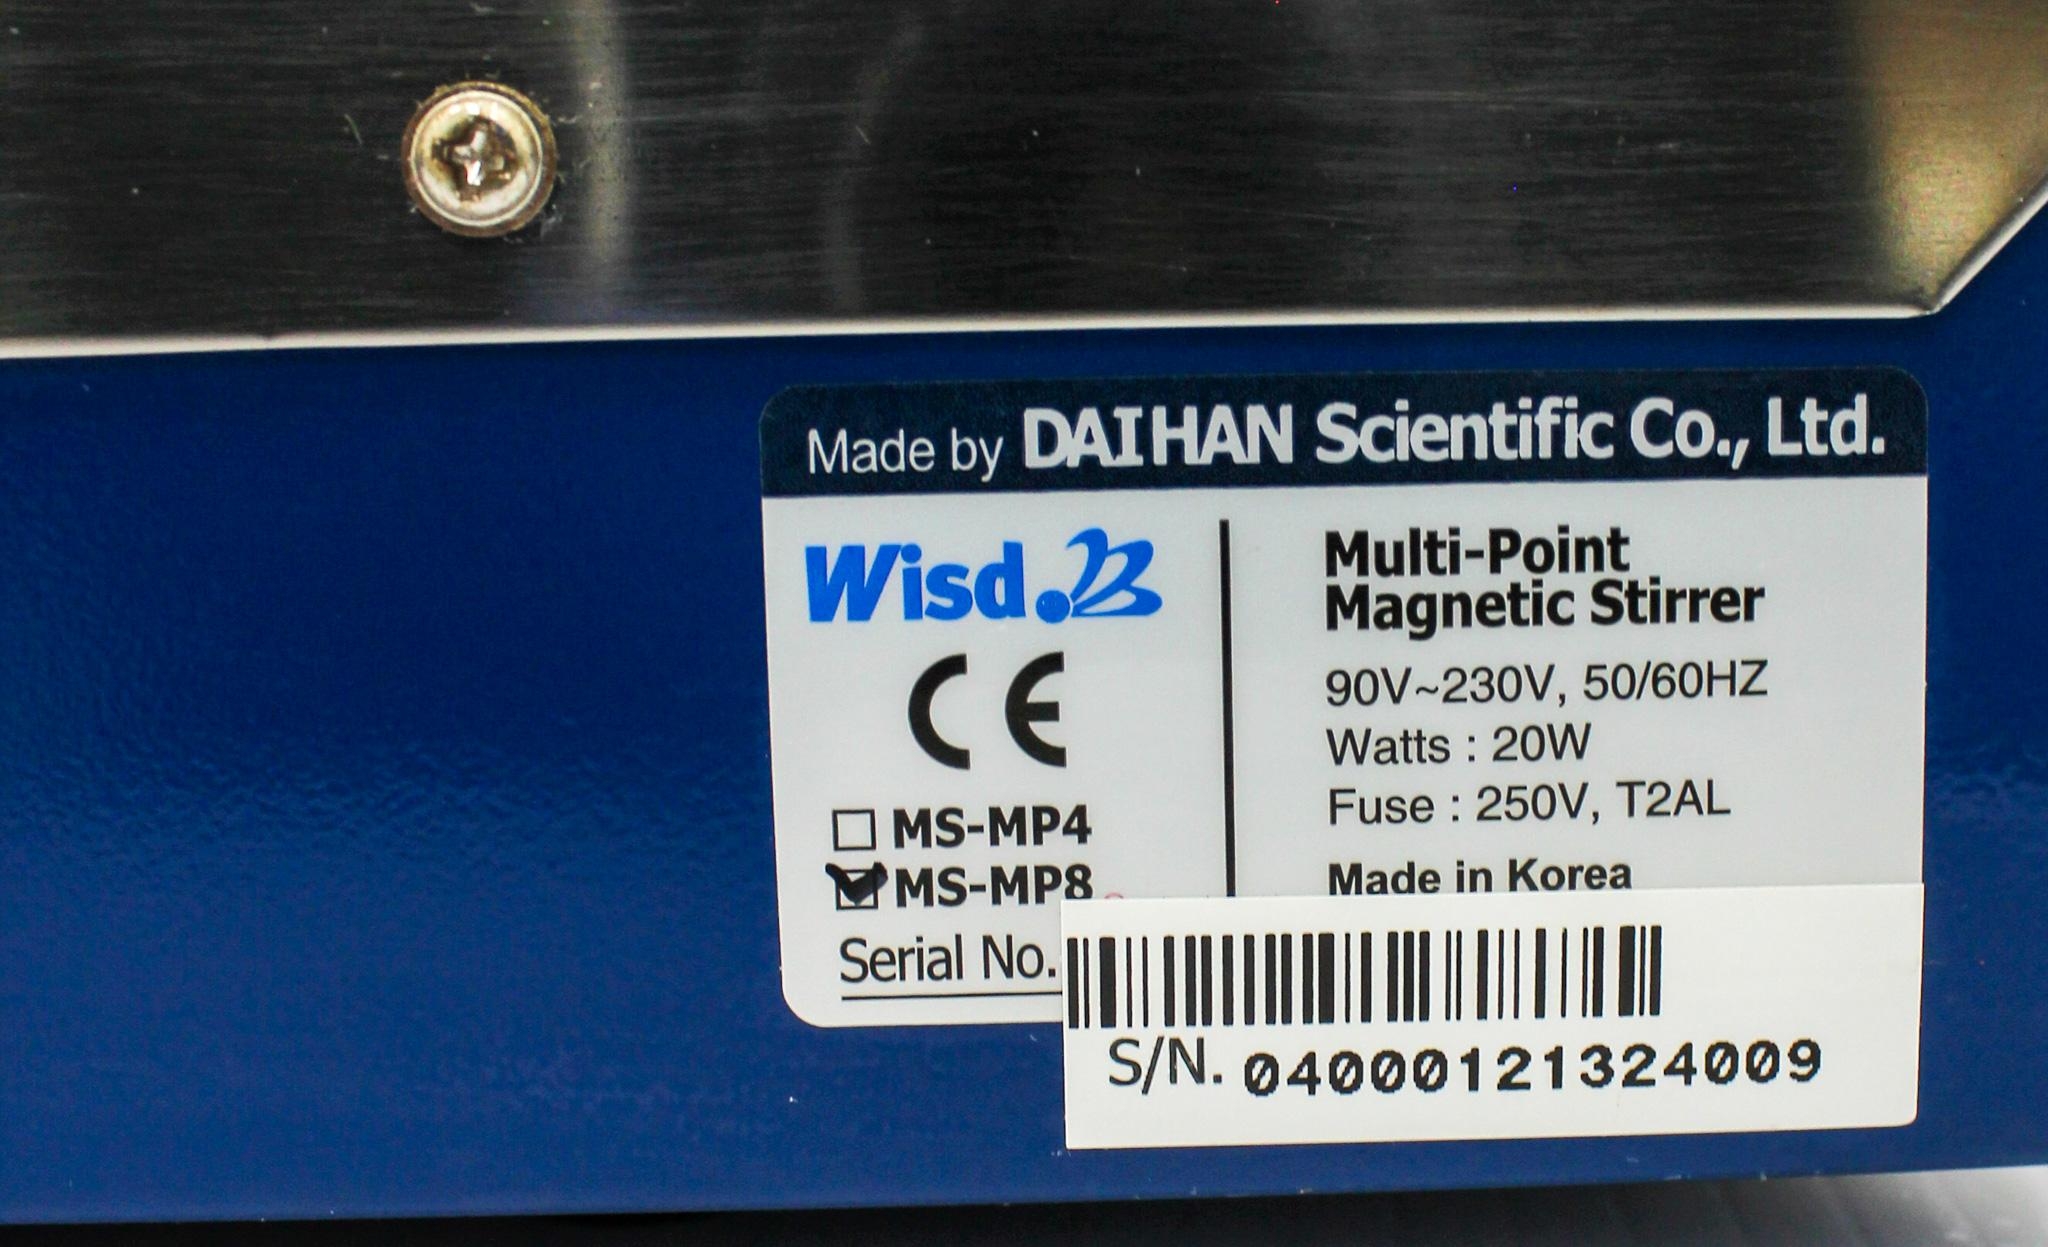 Made by DAIHAN Scientific Co., Ltd.
Wisd.
CE
MS-MP4
MS-MP8
Serial No.
Multi-Point
Magnetic Stirrer
90V~230V, 50/60HZ
Watts : 20W
Fuse : 250V, T2AL
Made in Korea
S/N. 04000121324009